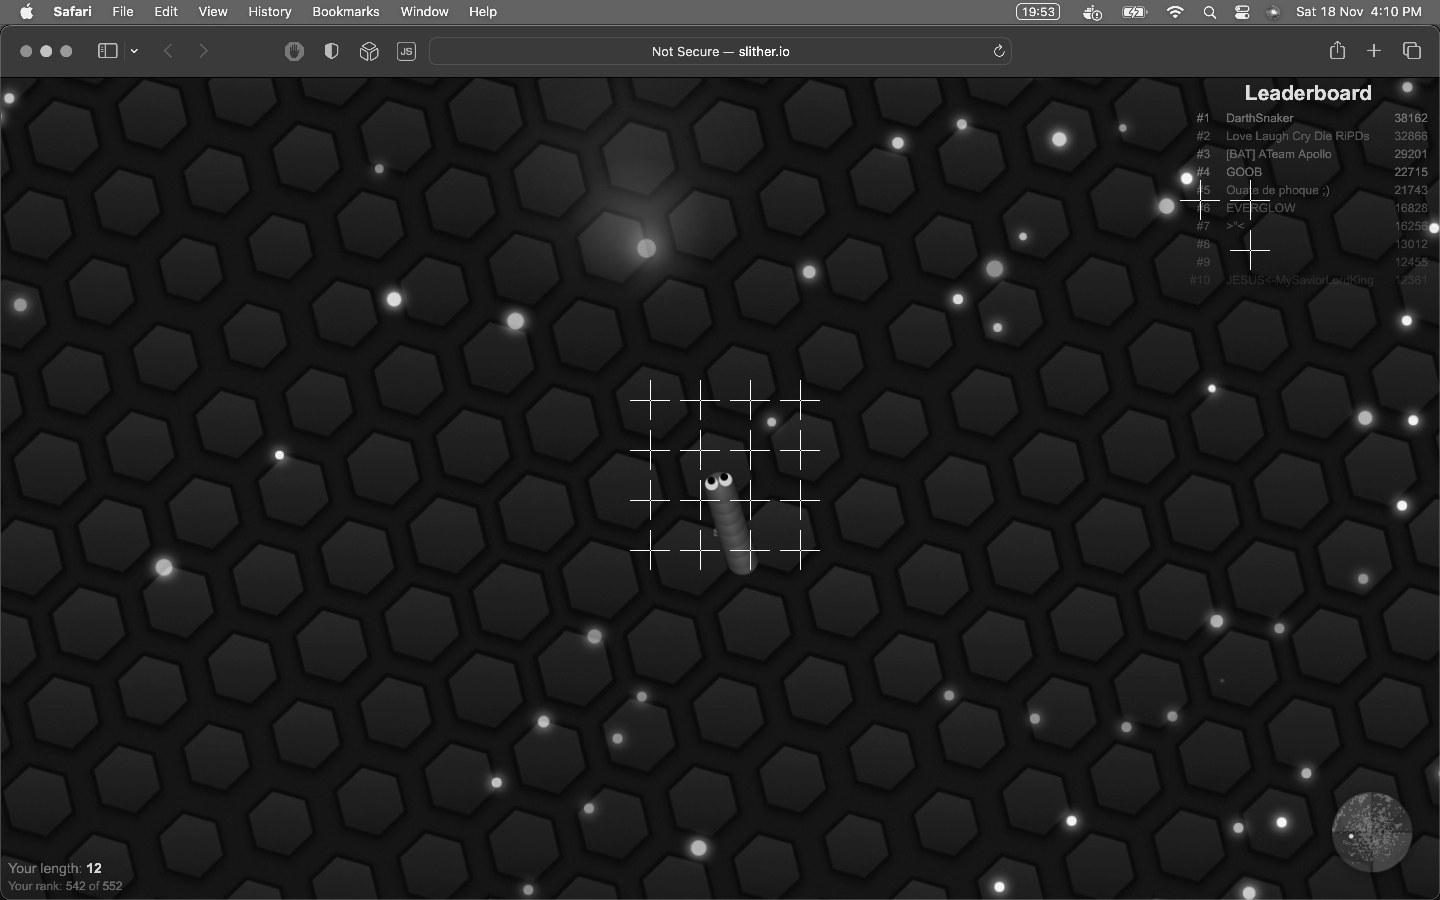 Safari File Edit View History Bookmarks Window Help 19:53 Sat 18 Nov 4:10 PM
JS Not Secure — slither.io
Leaderboard
#1 DarthSnaker 38162
#2 Love Laugh Cry Die RiPDs 32866
#3 [BAT] ATeam Apollo 29201
#4 GOOB 22715
#5 Ouate de phoque ;) 21743
#6 EVERGLOW 16828
#7 >"< 16256
#8 13012
#9 12455
#10 JESUS<-MySaviorLordKing 12361
Your length: 12
Your rank: 542 of 552